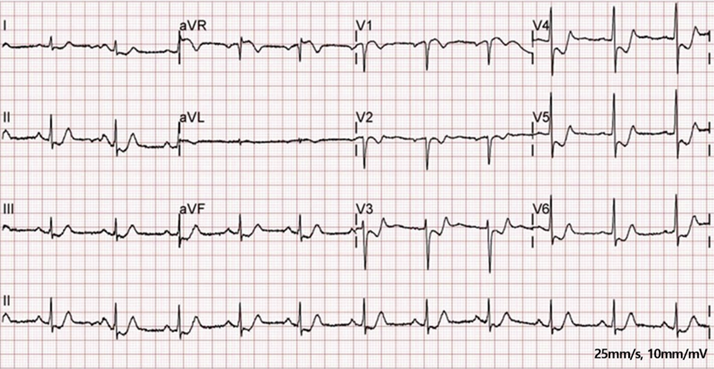 I aVR V1 V4
II aVL V2 V5
III aVF V3 V6
II
25mm/s, 10mm/mV